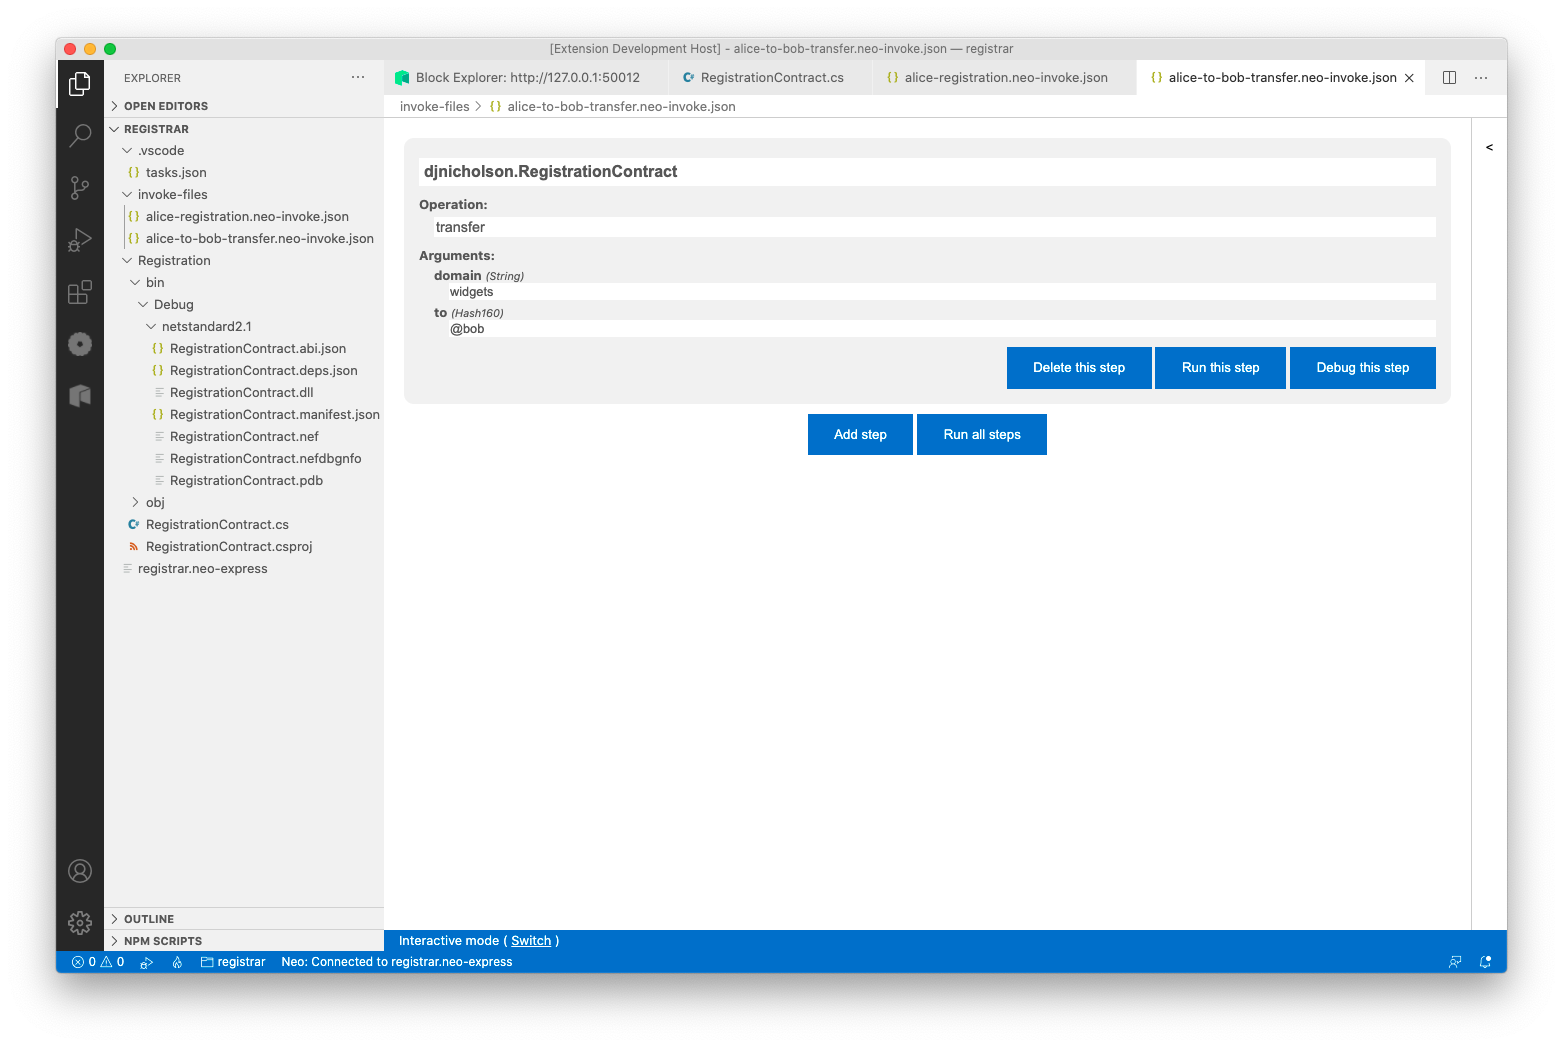 [Extension Development Host] - alice-to-bob-transfer.neo-invoke.json — registrar
EXPLORER
OPEN EDITORS
REGISTRAR
.vscode
tasks.json
invoke-files
alice-registration.neo-invoke.json
alice-to-bob-transfer.neo-invoke.json
Registration
bin
Debug
netstandard2.1
RegistrationContract.abi.json
RegistrationContract.deps.json
RegistrationContract.dll
RegistrationContract.manifest.json
RegistrationContract.nef
RegistrationContract.nefdbgnfo
RegistrationContract.pdb
obj
RegistrationContract.cs
RegistrationContract.csproj
registrar.neo-express
OUTLINE
NPM SCRIPTS
Block Explorer: http://127.0.0.1:50012
RegistrationContract.cs
alice-registration.neo-invoke.json
alice-to-bob-transfer.neo-invoke.json
invoke-files > {} alice-to-bob-transfer.neo-invoke.json
<
djnicholson.RegistrationContract
Operation:
transfer
Arguments:
domain (String)
widgets
to (Hash160)
@bob
Delete this step
Run this step
Debug this step
Add step
Run all steps
Interactive mode ( Switch )
0 0 registrar Neo: Connected to registrar.neo-express